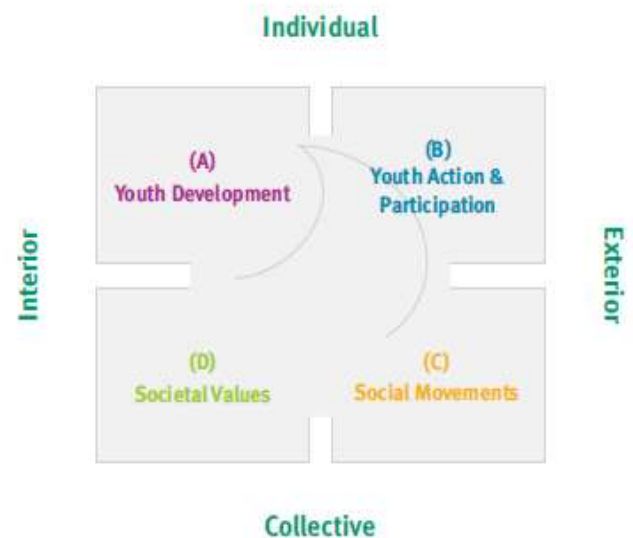 Individual
(A)
Youth Development
(B)
Youth Action &
Participation
Interior
Exterior
(D)
Societal Values
(C)
Social Movements
Collective